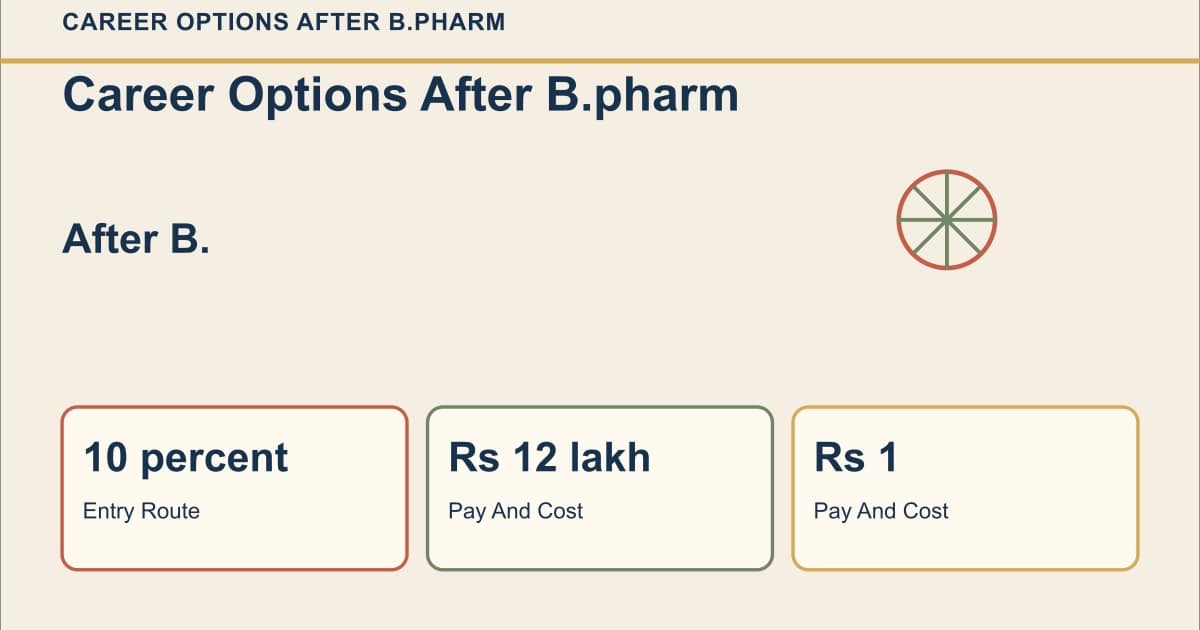 CAREER OPTIONS AFTER B.PHARM
Career Options After B.pharm
After B.
10 percent
Entry Route
Rs 12 lakh
Pay And Cost
Rs 1
Pay And Cost